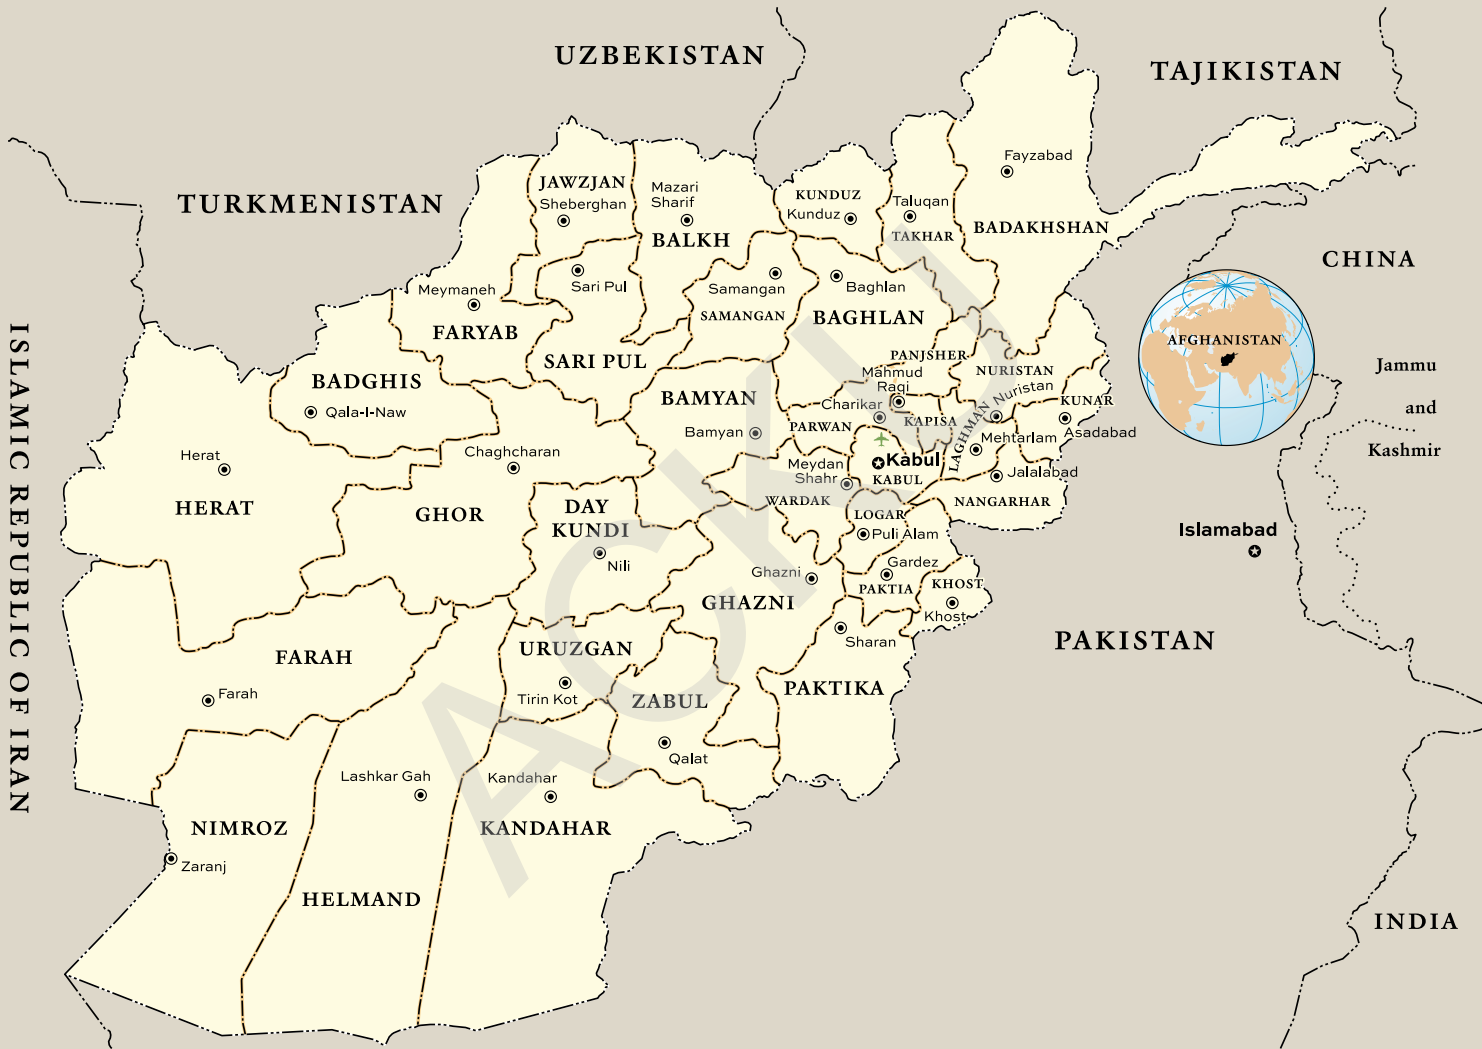 UZBEKISTAN
TAJIKISTAN
TURKMENISTAN
CHINA
ISLAMIC REPUBLIC OF IRAN
PAKISTAN
INDIA
Jammu
and
Kashmir
Islamabad
AFGHANISTAN
ACKU
Fayzabad
BADAKHSHAN
JAWZJAN
Sheberghan
Mazari
Sharif
BALKH
KUNDUZ
Kunduz
Taluqan
TAKHAR
Meymaneh
FARYAB
Sari Pul
SARI PUL
Samangan
SAMANGAN
Baghlan
BAGHLAN
PANJSHER
NURISTAN
Nuristan
KUNAR
Asadabad
BADGHIS
Qala-I-Naw
BAMYAN
Bamyan
Mahmud
Raqi
Charikar
PARWAN
KAPISA
LAGHMAN
Mehtarlam
Jalalabad
NANGARHAR
Kabul
KABUL
Meydan
Shahr
WARDAK
LOGAR
Puli Alam
Herat
HERAT
Chaghcharan
GHOR
DAY
KUNDI
Nili
Ghazni
GHAZNI
Gardez
PAKTIA
KHOST
Khost
Sharan
PAKTIKA
FARAH
Farah
URUZGAN
Tirin Kot
ZABUL
Qalat
NIMROZ
Zaranj
Lashkar Gah
HELMAND
Kandahar
KANDAHAR